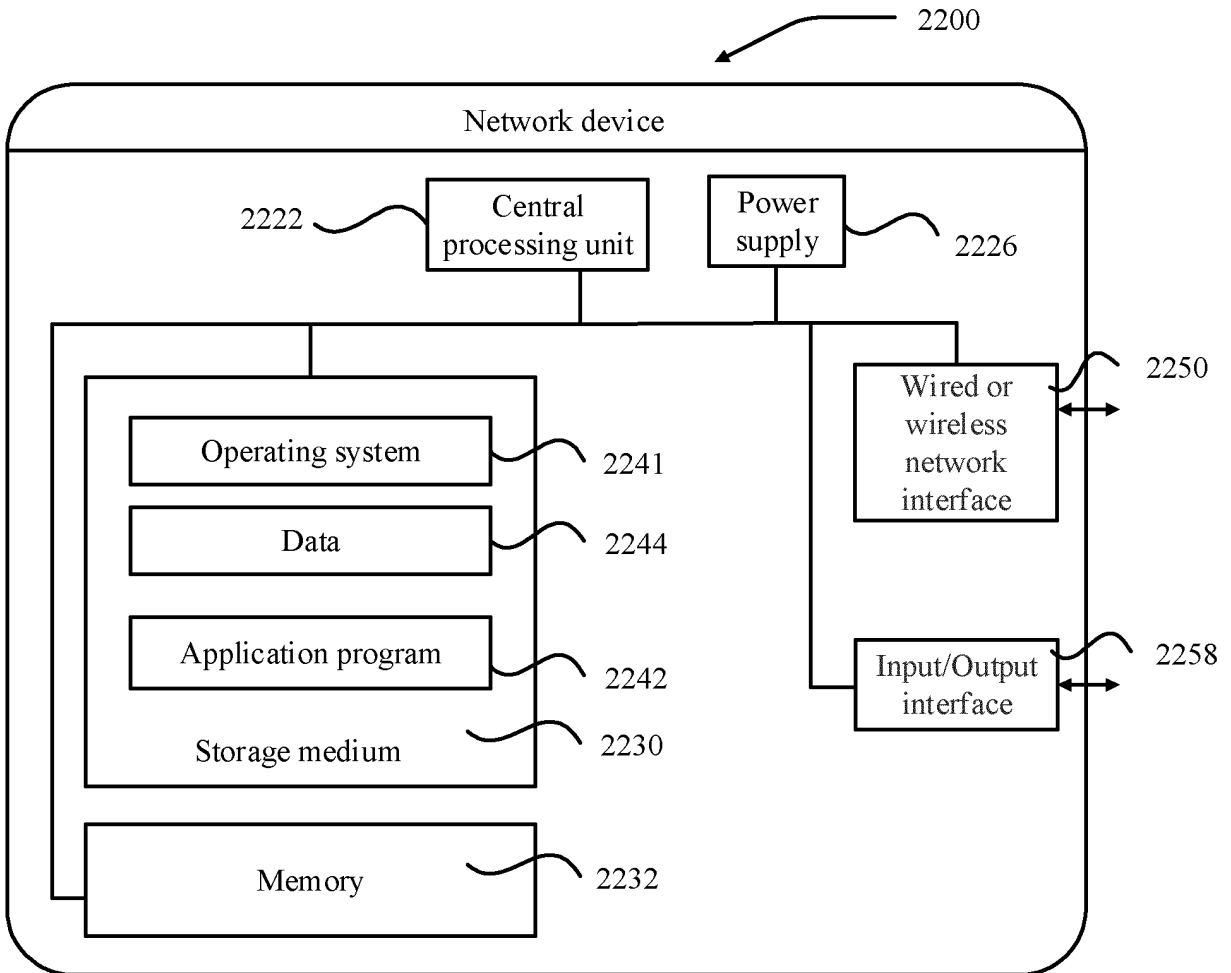 2200
Network device
2222
Central
processing unit
Power
supply
2226
Wired or
wireless
network
interface
2250
Operating system
2241
Data
2244
Application program
2242
Storage medium
2230
Input/Output
interface
2258
Memory
2232